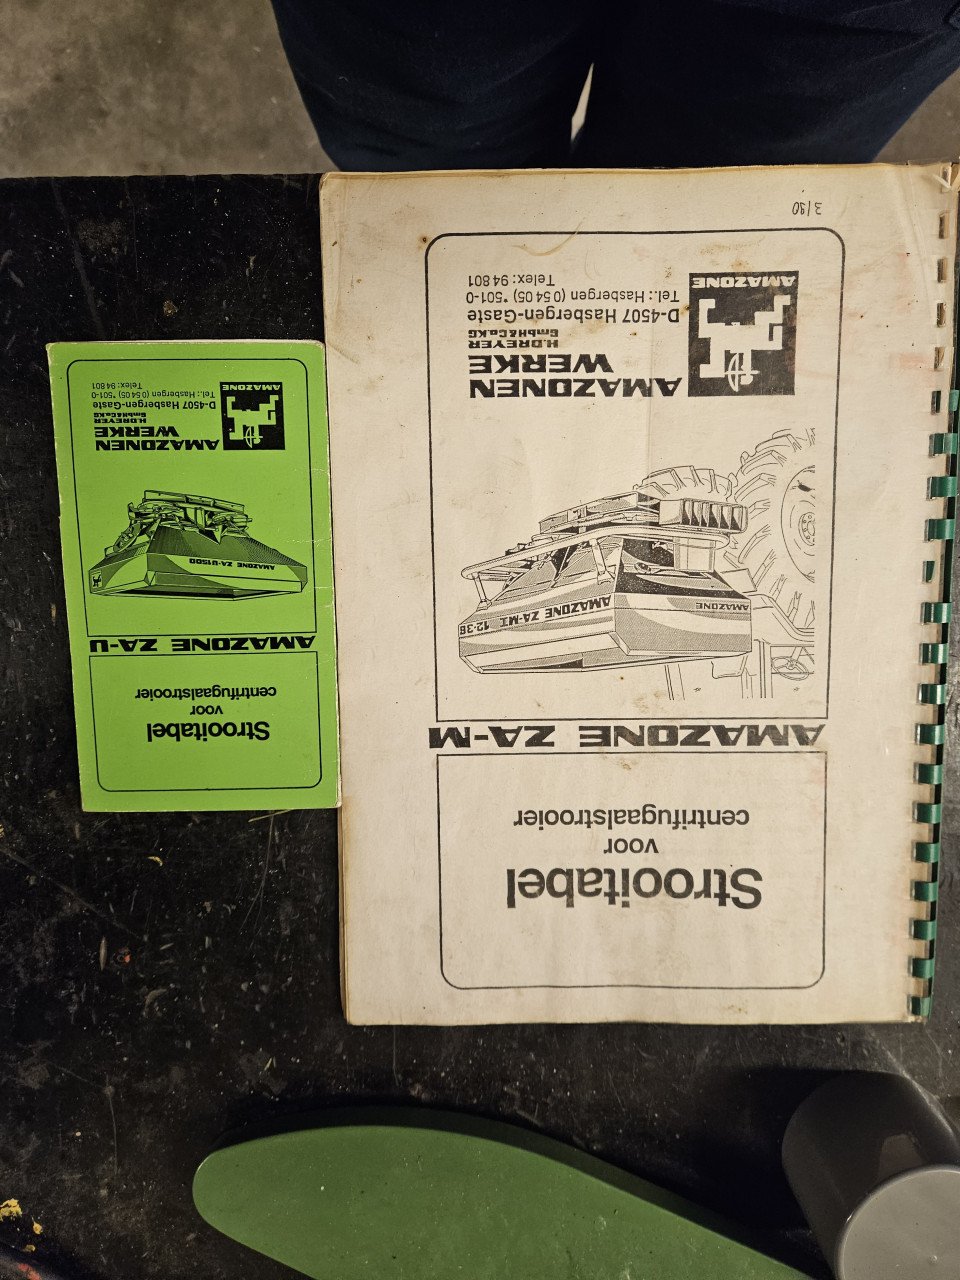 Strooitabel
voor
centrifugaalstrooier
AMAZONE ZA-M
AMAZONE
AMAZONE ZA-MI 12-36
AMAZONEN
WERKE
H.DREYER
GmbH&Co.KG
D-4507 Hasbergen-Gaste
Tel.: Hasbergen (0 54 05) *501-0
Telex: 94 801
AMAZONE
3/90
Strooitabel
voor
centrifugaalstrooier
AMAZONE ZA-U
AMAZONE ZA-U1500
AMAZONEN
WERKE
H.DREYER
GmbH&Co.KG
D-4507 Hasbergen-Gaste
Tel.: Hasbergen (0 54 05) *501-0
Telex: 94 801
AMAZONE